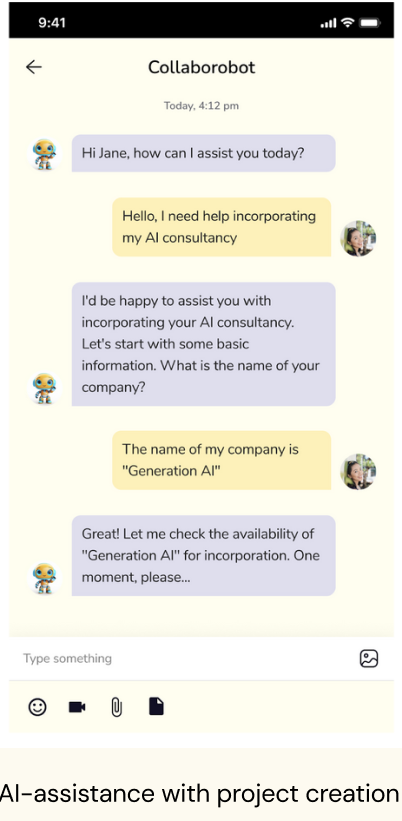 9:41
Collaborobot
Today, 4:12 pm
Hi Jane, how can I assist you today?
Hello, I need help incorporating
my AI consultancy
I'd be happy to assist you with
incorporating your AI consultancy.
Let's start with some basic
information. What is the name of your
company?
The name of my company is
"Generation AI"
Great! Let me check the availability of
"Generation AI" for incorporation. One
moment, please...
Type something
AI-assistance with project creation